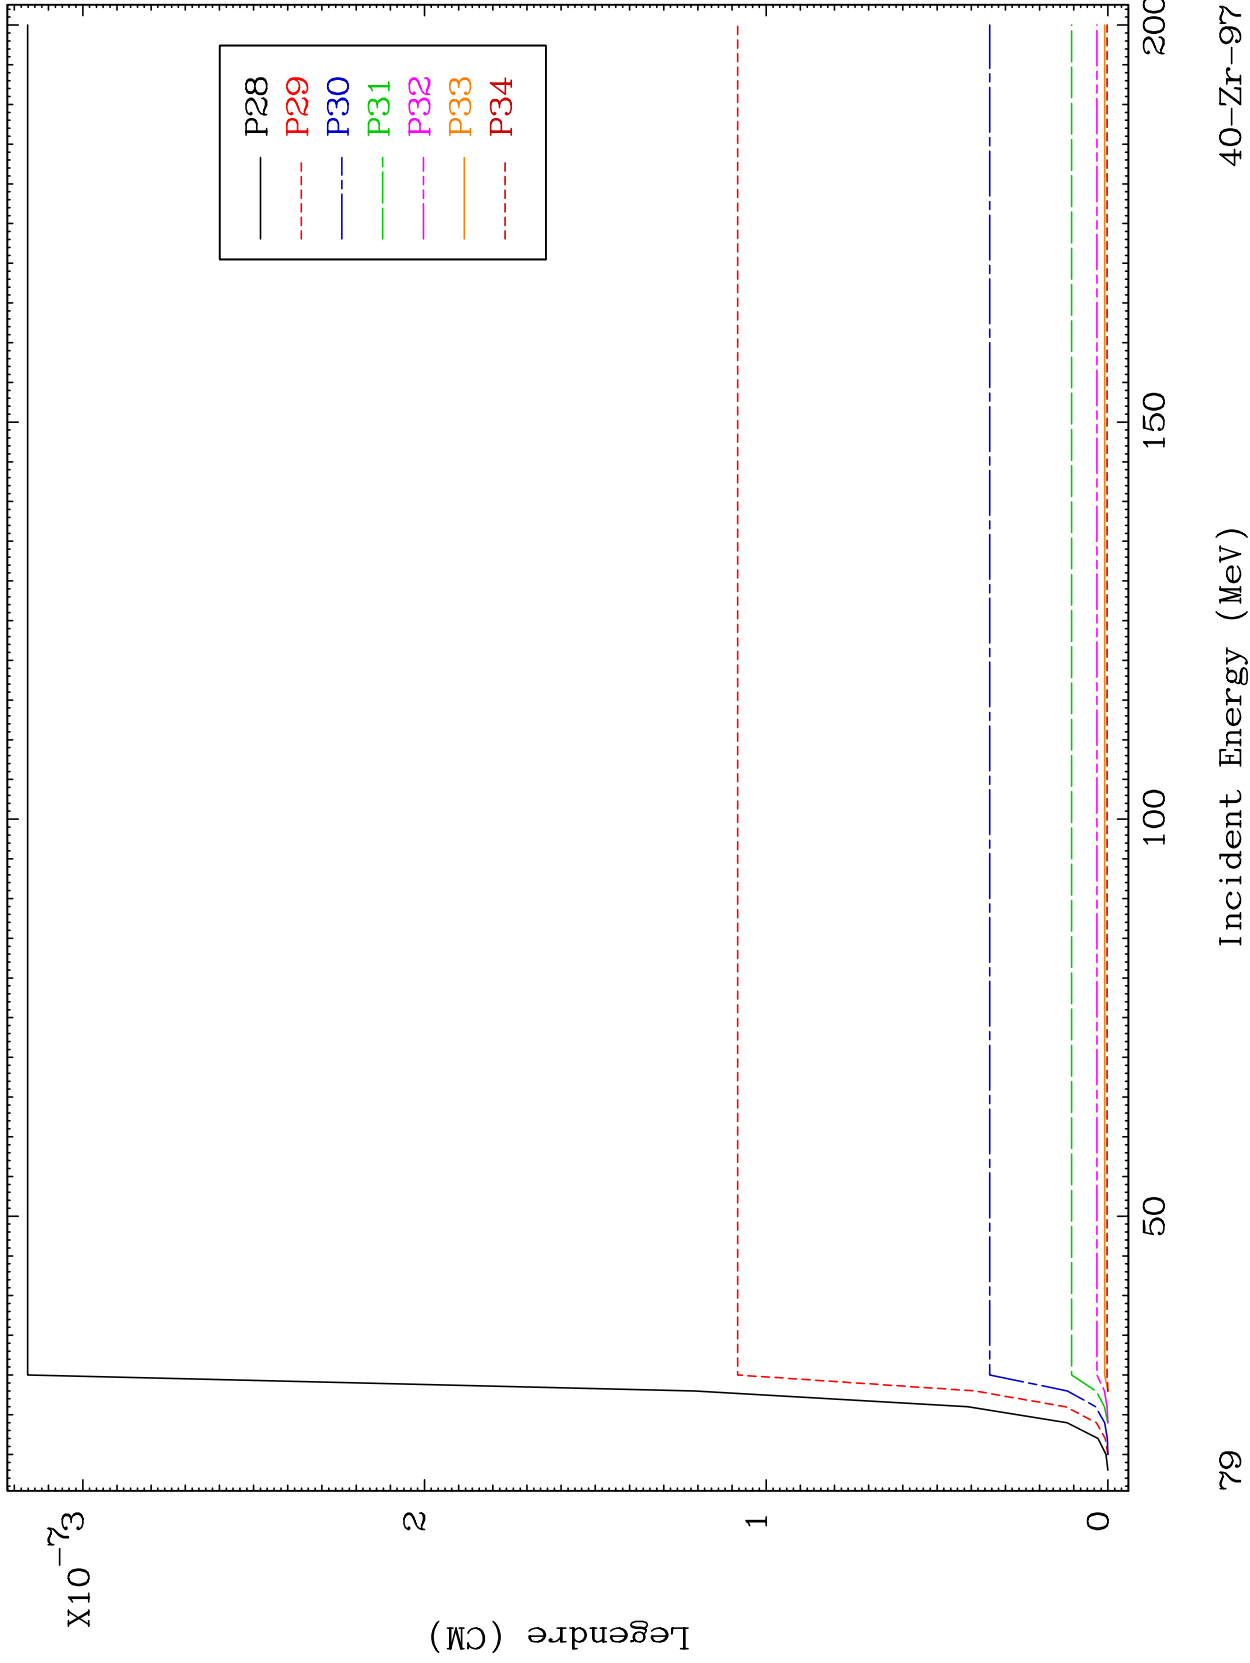 X10-7
3
2
1
0
Legendre (CM)
P28
P29
P30
P31
P32
P33
P34
50
100
150
200
Incident Energy (MeV)
79
40-Zr-97